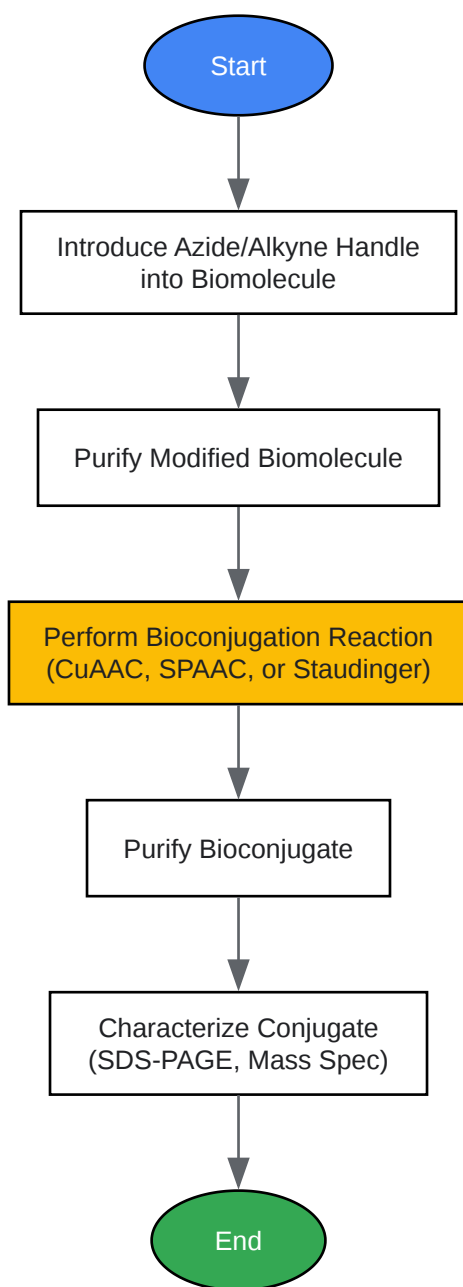 Start
Introduce Azide/Alkyne Handle
into Biomolecule
Purify Modified Biomolecule
Perform Bioconjugation Reaction
(CuAAC, SPAAC, or Staudinger)
Purify Bioconjugate
Characterize Conjugate
(SDS-PAGE, Mass Spec)
End